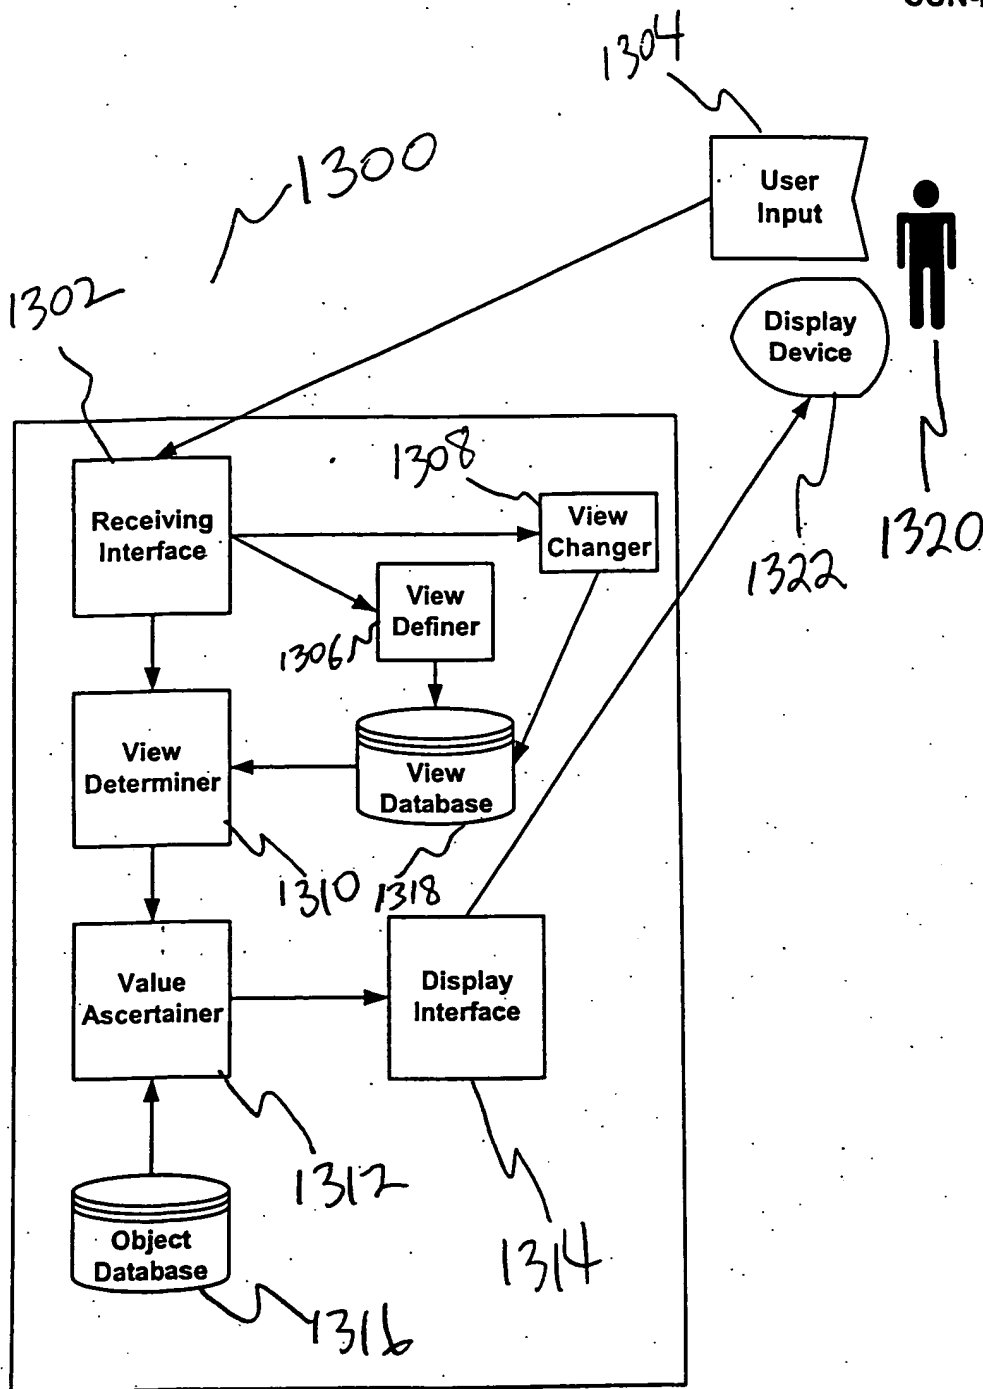 1304
1300
User
Input
1302
Display
Device
1308
Receiving
Interface
View
Changer
1322
1320
View
Definer
1306
View
Determiner
View
Database
1310
1318
Value
Ascertainer
Display
Interface
1312
Object
Database
1314
1316